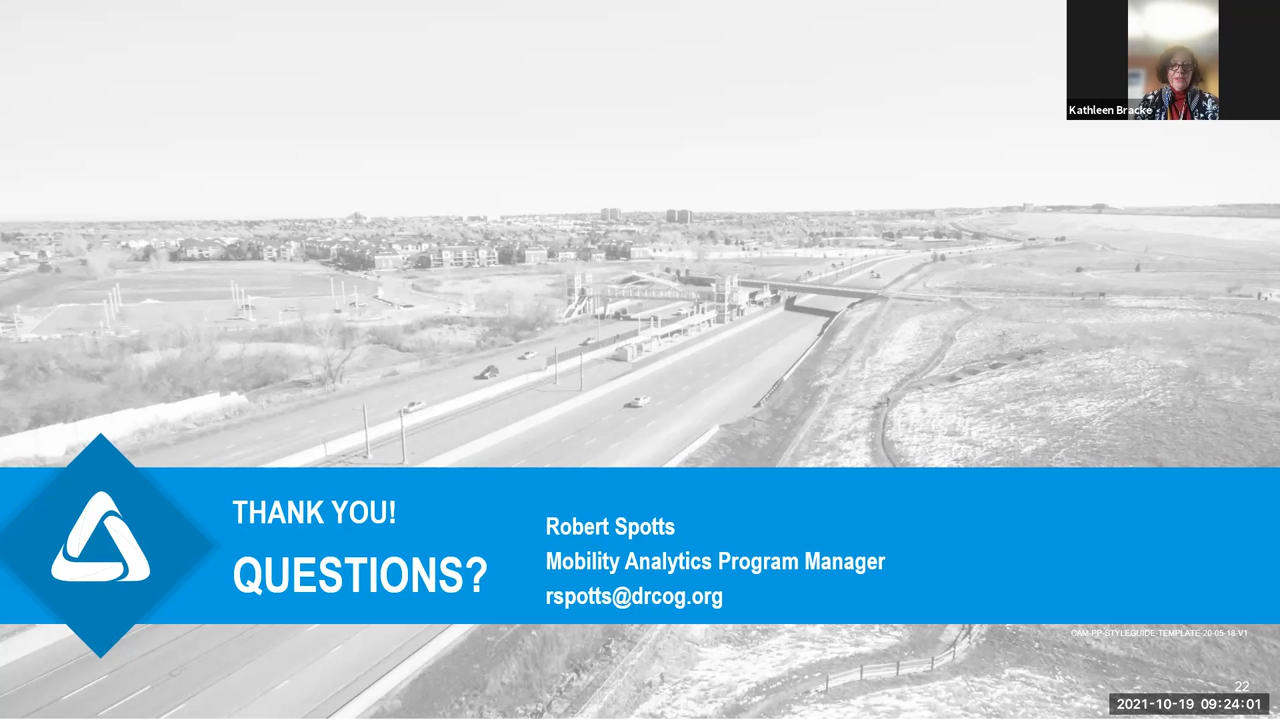 Kathleen Bracke
THANK YOU!
QUESTIONS?
Robert Spotts
Mobility Analytics Program Manager
rspotts@drcog.org
CAM-PP-STYLEGUIDE-TEMPLATE-20-05-18-V1
22
2021-10-19 09:24:01